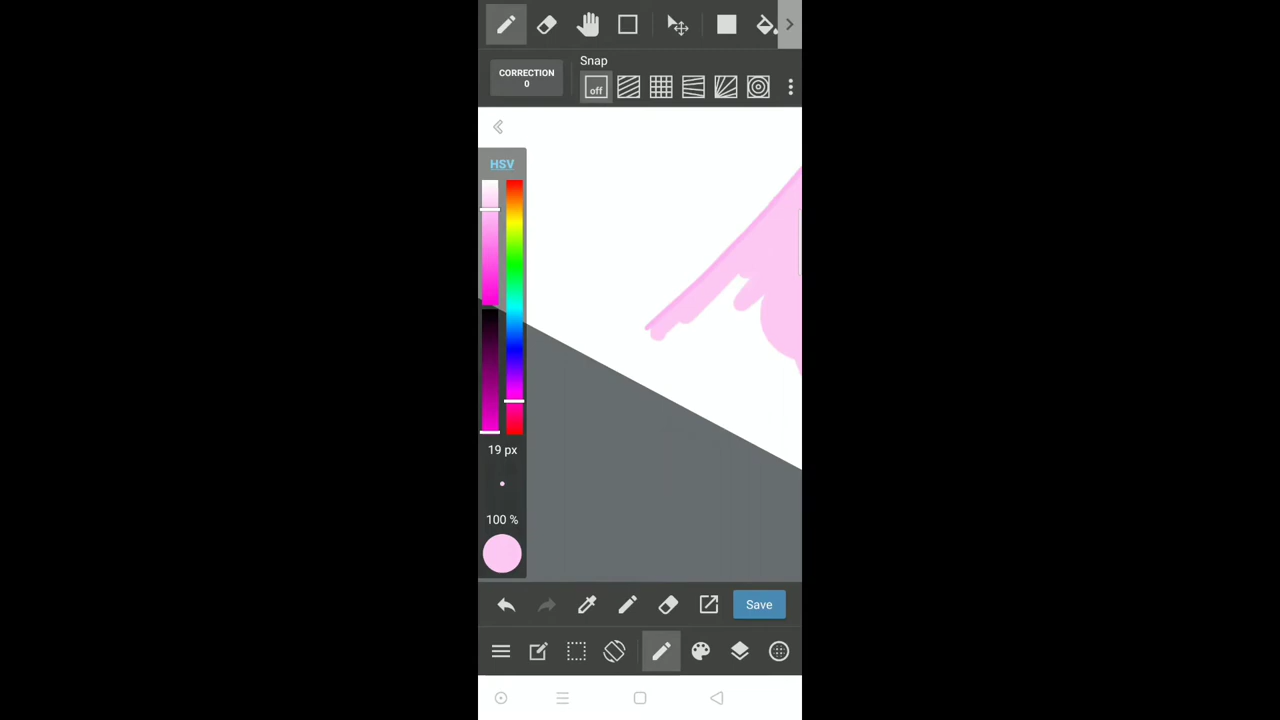 Snap
CORRECTION
0
off
HSV
19 px
100 %
Save